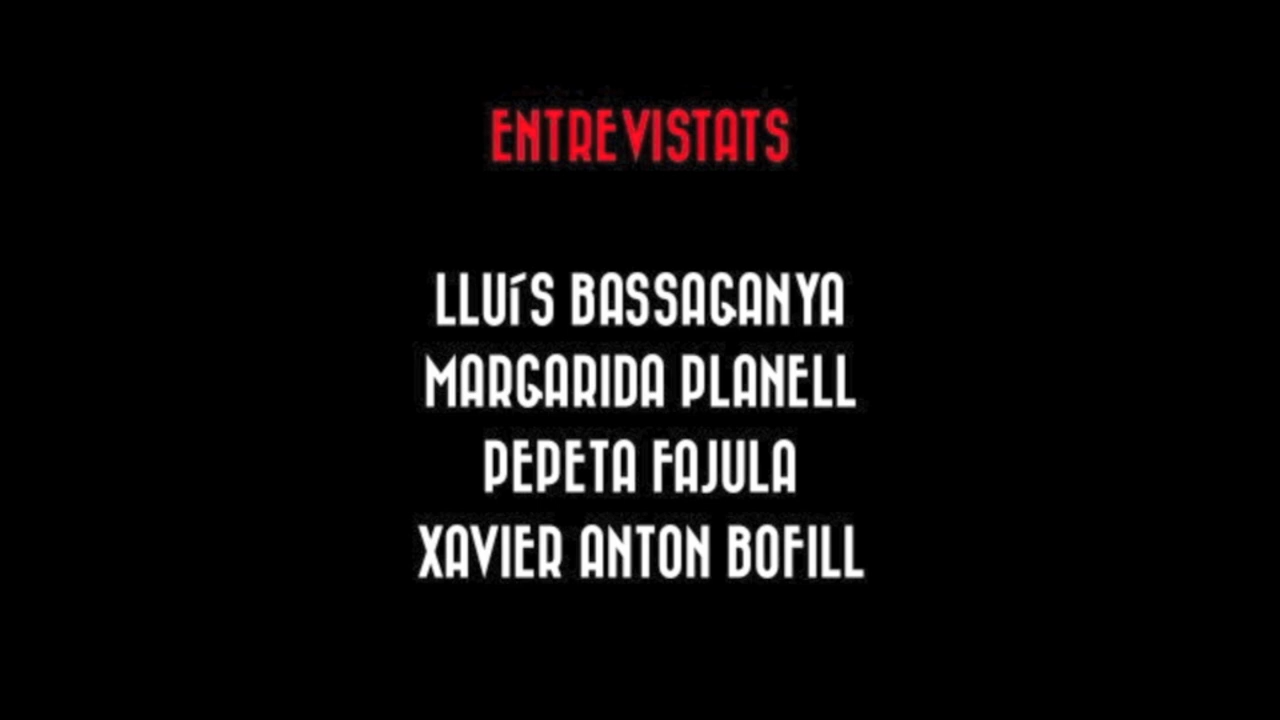 ENTREVISTATS
LLUíS BASSAGANYA
MARGARIDA PLANELL
PEPETA FAJULA
XAVIER ANTON BOFILL